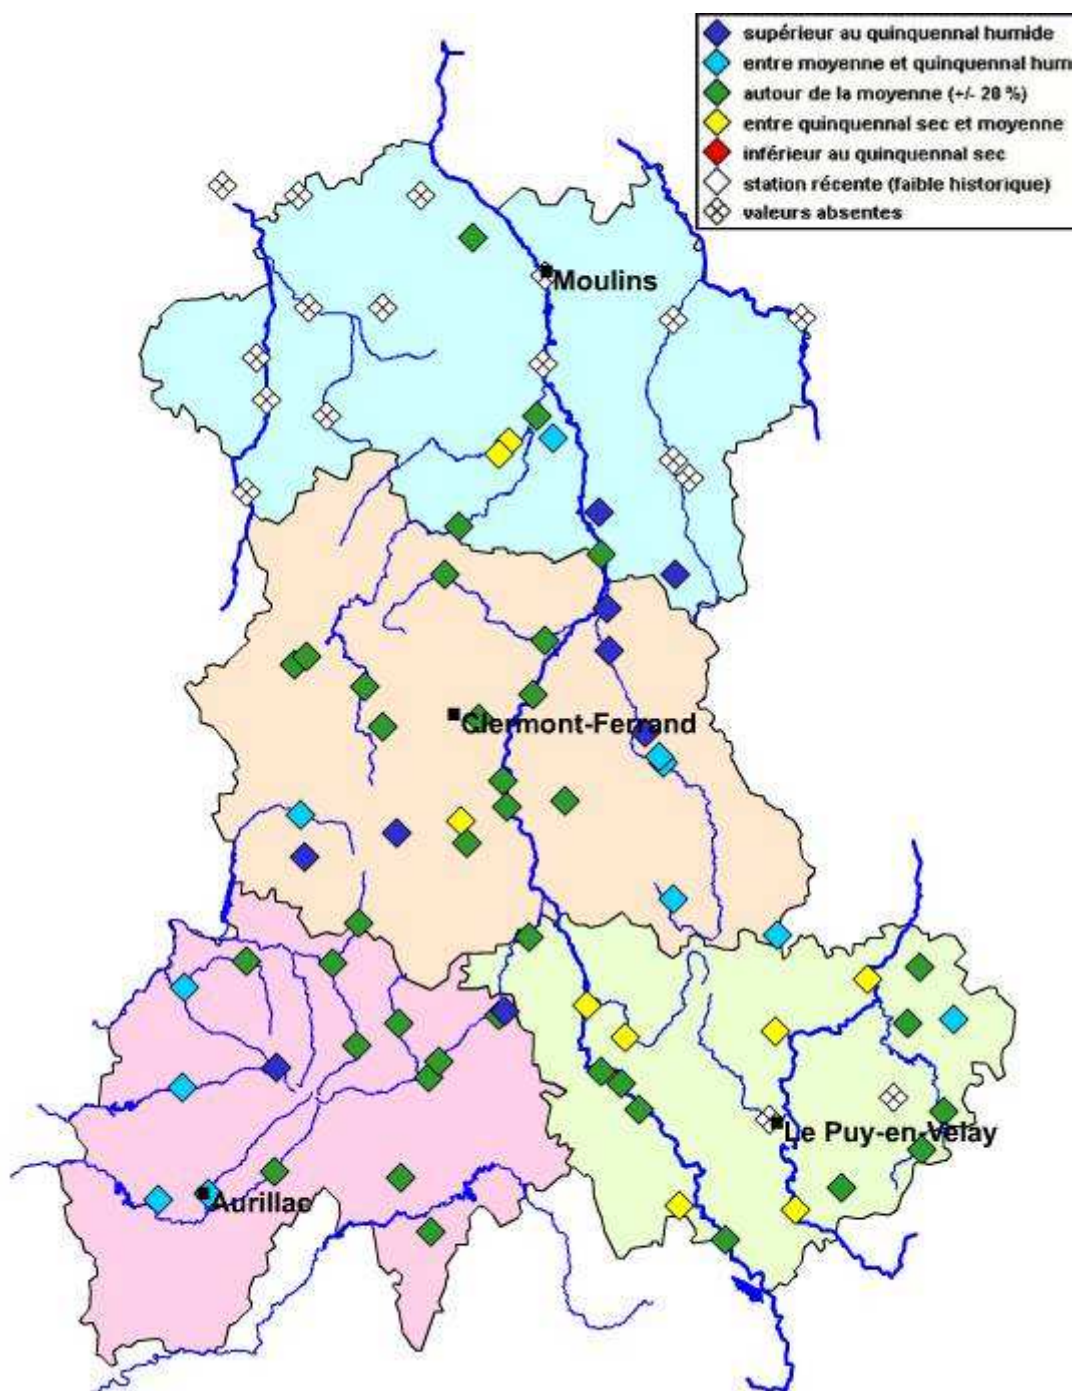 supérieur au quinquennal humide
entre moyenne et quinquennal hum
autour de la moyenne (+/- 20 %)
entre quinquennal sec et moyenne
inférieur au quinquennal sec
station récente (faible historique)
valeurs absentes
Moulins
Clermont-Ferrand
Le Puy-en-Velay
Aurillac